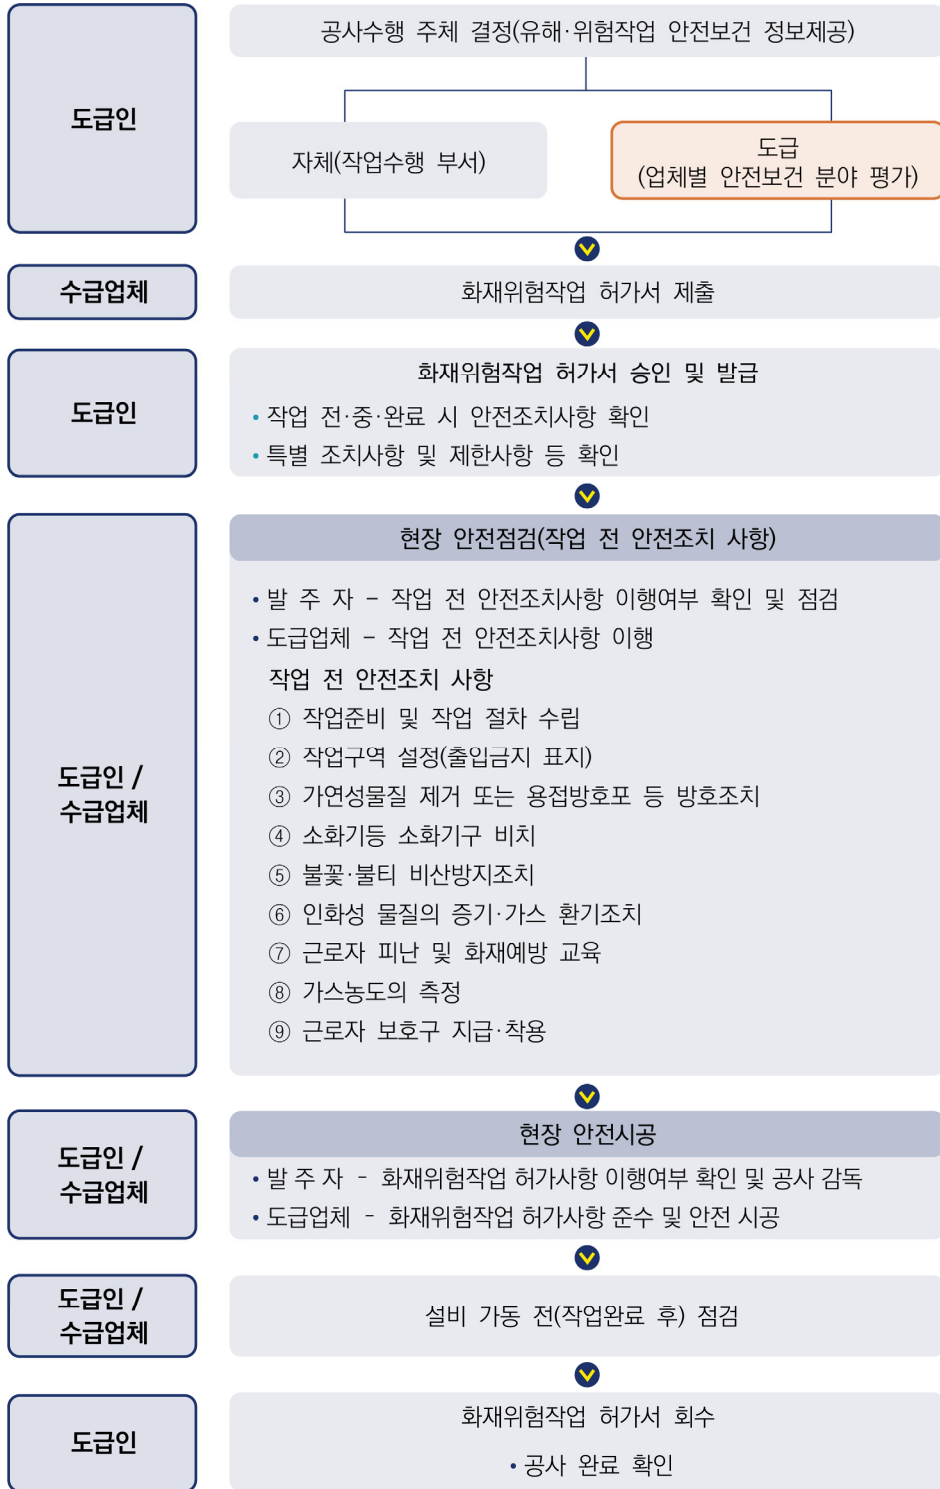 도급인
공사수행 주체 결정(유해·위험작업 안전보건 정보제공)
자체(작업수행 부서)
도급
(업체별 안전보건 분야 평가)
수급업체
화재위험작업 허가서 제출
도급인
화재위험작업 허가서 승인 및 발급
• 작업 전·중·완료 시 안전조치사항 확인
• 특별 조치사항 및 제한사항 등 확인
도급인 /
수급업체
현장 안전점검(작업 전 안전조치 사항)
• 발 주 자 – 작업 전 안전조치사항 이행여부 확인 및 점검
• 도급업체 – 작업 전 안전조치사항 이행
작업 전 안전조치 사항
① 작업준비 및 작업 절차 수립
② 작업구역 설정(출입금지 표지)
③ 가연성물질 제거 또는 용접방호포 등 방호조치
④ 소화기등 소화기구 비치
⑤ 불꽃·불티 비산방지조치
⑥ 인화성 물질의 증기·가스 환기조치
⑦ 근로자 피난 및 화재예방 교육
⑧ 가스농도의 측정
⑨ 근로자 보호구 지급·착용
도급인 /
수급업체
현장 안전시공
• 발 주 자 - 화재위험작업 허가사항 이행여부 확인 및 공사 감독
• 도급업체 - 화재위험작업 허가사항 준수 및 안전 시공
도급인 /
수급업체
설비 가동 전(작업완료 후) 점검
도급인
화재위험작업 허가서 회수
• 공사 완료 확인